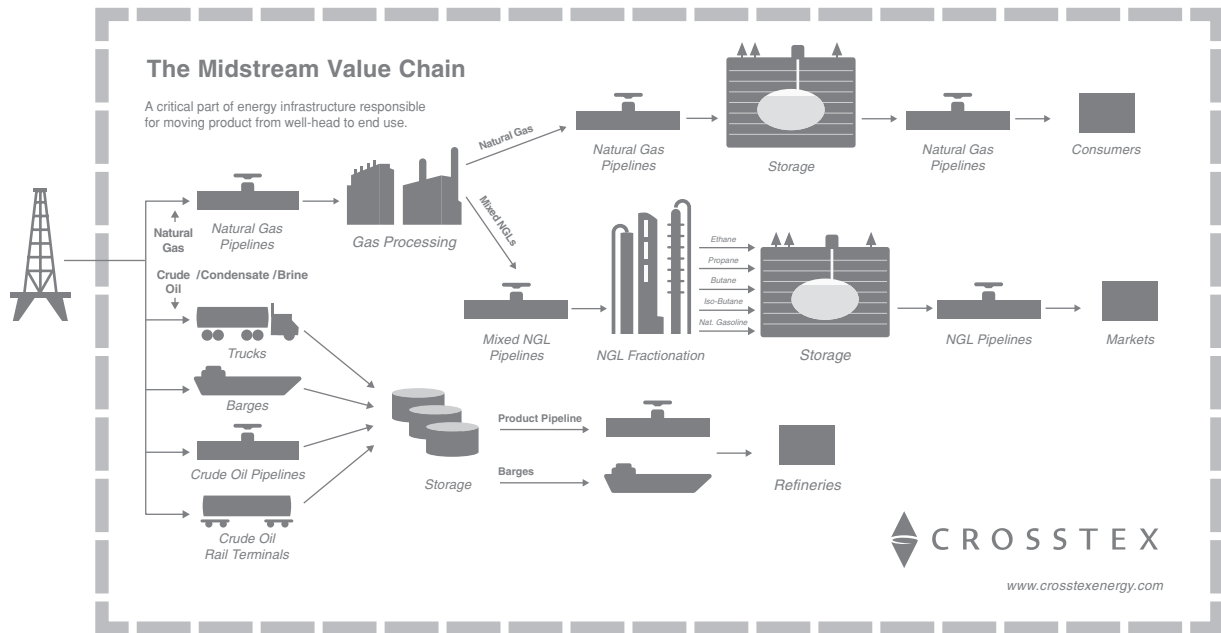 The Midstream Value Chain
A critical part of energy infrastructure responsible
for moving product from well-head to end use.
Natural Gas
Natural Gas
Pipelines
Storage
Natural Gas
Pipelines
Consumers
Natural
Gas
Natural Gas
Pipelines
Gas Processing
Mixed NGLs
Crude /Condensate /Brine
Oil
Mixed NGL
Pipelines
NGL Fractionation
Ethane
Propane
Butane
Iso-Butane
Nat. Gasoline
Storage
NGL Pipelines
Markets
Trucks
Barges
Crude Oil Pipelines
Crude Oil
Rail Terminals
Storage
Product Pipeline
Barges
Refineries
CROSSTEX
www.crosstexenergy.com